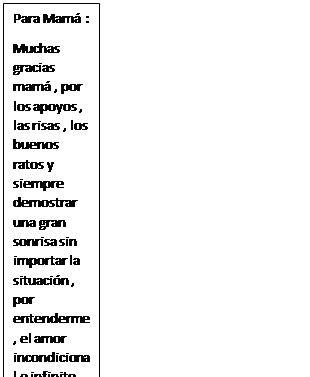 Para Mamá :
Muchas
gracias
mamá , por
los apoyos ,
las risas , los
buenos
ratos y
siempre
demostrar
una gran
sonrisa sin
importar la
situación ,
por
entenderme
, el amor
incondiciona
l e infinito